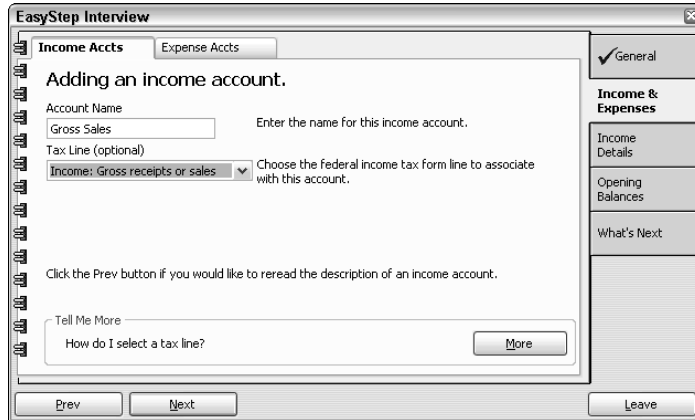 EasyStep Interview
Income Accts
Expense Accts
Adding an income account.
Account Name
Gross Sales
Enter the name for this income account.
Tax Line (optional)
Income: Gross receipts or sales
Choose the federal income tax form line to associate
with this account.
Click the Prev button if you would like to reread the description of an income account.
Tell Me More
How do I select a tax line?
More
General
Income &
Expenses
Income
Details
Opening
Balances
What's Next
Prev
Next
Leave